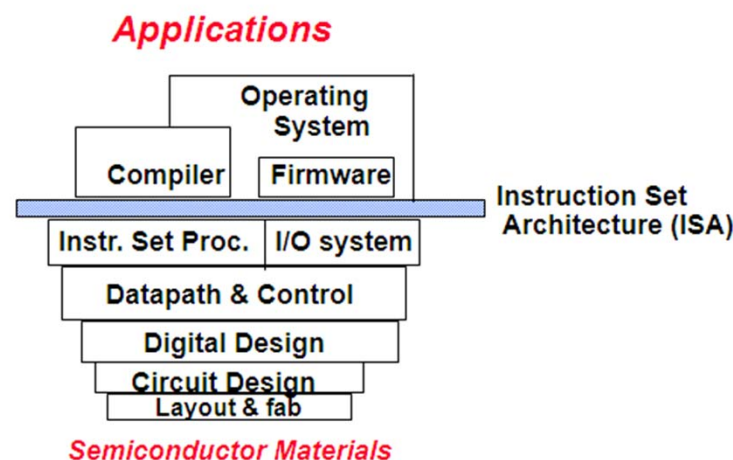 Applications
Operating
System
Compiler
Firmware
Instruction Set
Architecture (ISA)
Instr. Set Proc.
I/O system
Datapath & Control
Digital Design
Circuit Design
Layout & fab
Semiconductor Materials